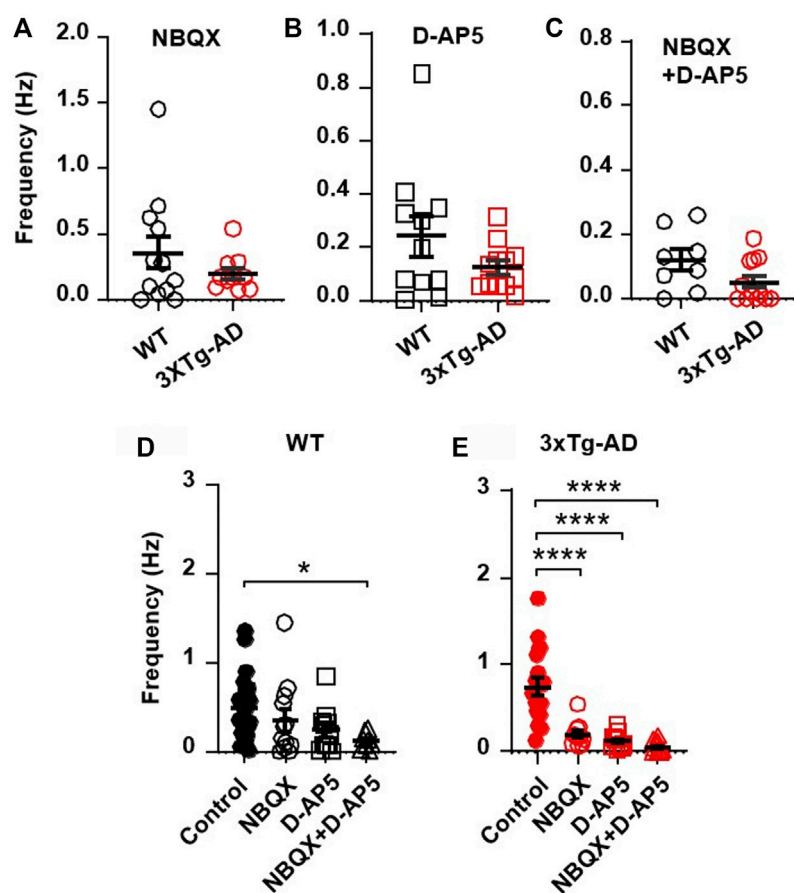 A
NBQX
Frequency (Hz)
2.0
1.5
1.0
0.5
0.0
WT
3XTg-AD
B
D-AP5
1.0
0.8
0.6
0.4
0.2
0.0
WT
3xTg-AD
C
NBQX
+D-AP5
0.8
0.6
0.4
0.2
0.0
WT
3xTg-AD
D
WT
Frequency (Hz)
3
2
1
0
*
Control
NBQX
D-AP5
NBQX+D-AP5
E
3xTg-AD
3
2
1
0
****
****
****
Control
NBQX
D-AP5
NBQX+D-AP5